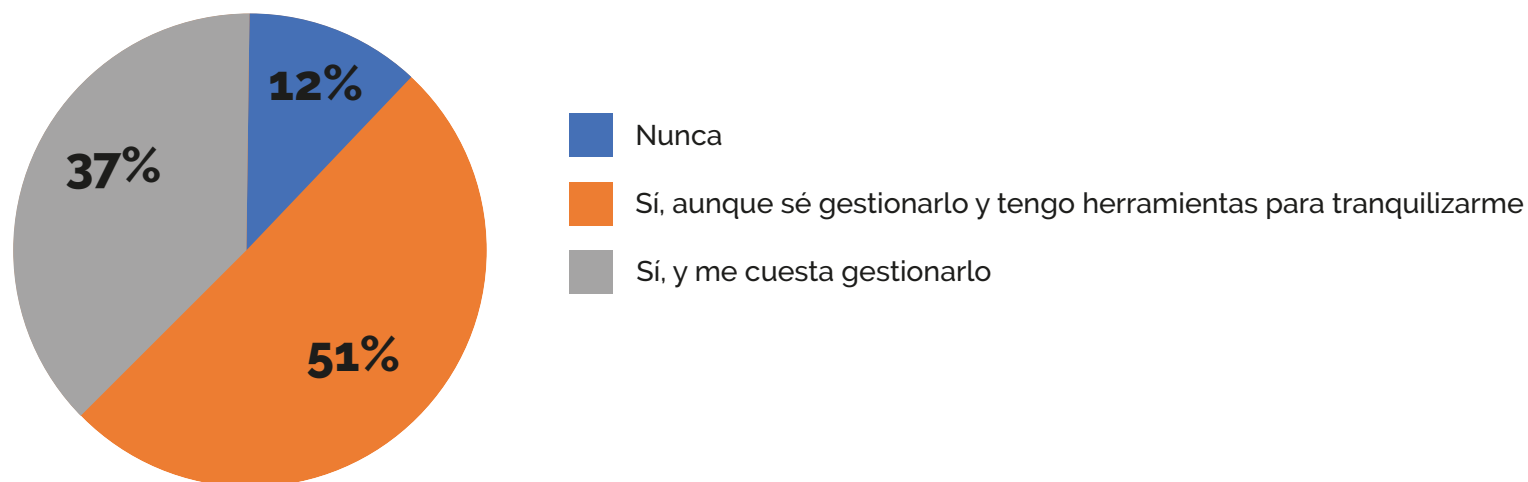 12%
37%
51%
Nunca
Sí, aunque sé gestionarlo y tengo herramientas para tranquilizarme
Sí, y me cuesta gestionarlo